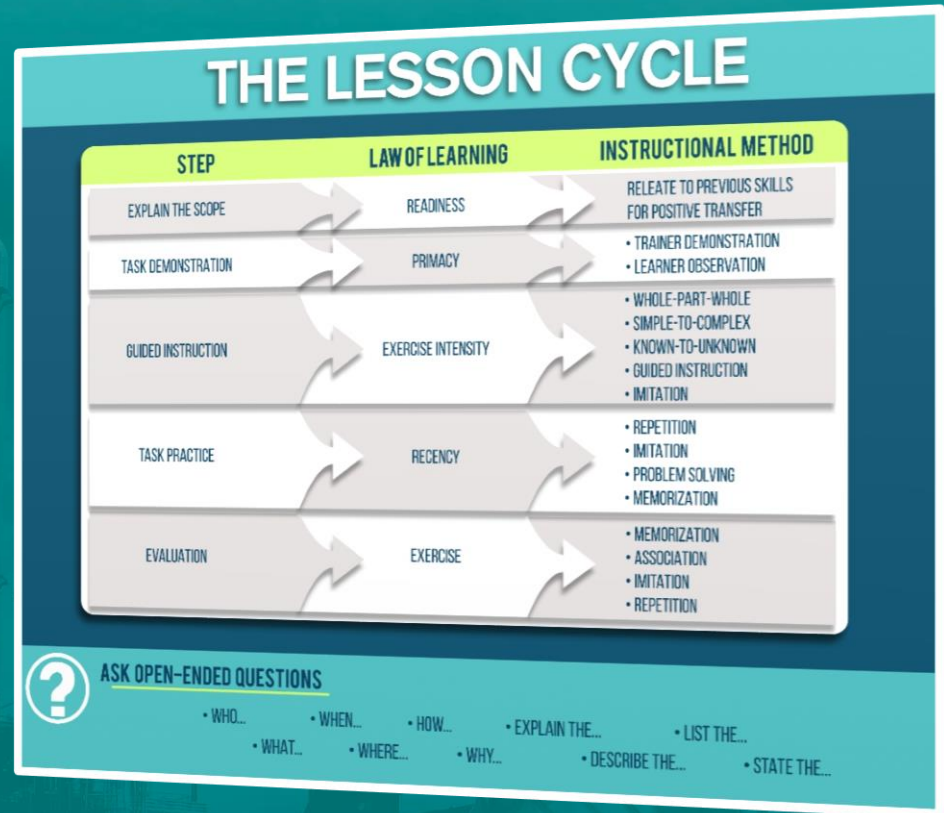 THE LESSON CYCLE
STEP LAW OF LEARNING INSTRUCTIONAL METHOD
EXPLAIN THE SCOPE READINESS RELEATE TO PREVIOUS SKILLS
FOR POSITIVE TRANSFER
TASK DEMONSTRATION PRIMACY • TRAINER DEMONSTRATION
• LEARNER OBSERVATION
GUIDED INSTRUCTION EXERCISE INTENSITY • WHOLE-PART-WHOLE
• SIMPLE-TO-COMPLEX
• KNOWN-TO-UNKNOWN
• GUIDED INSTRUCTION
• IMITATION
TASK PRACTICE RECENCY • REPETITION
• IMITATION
• PROBLEM SOLVING
• MEMORIZATION
EVALUATION EXERCISE • MEMORIZATION
• ASSOCIATION
• IMITATION
• REPETITION
? ASK OPEN-ENDED QUESTIONS
• WHO... • WHEN... • HOW... • EXPLAIN THE... • LIST THE...
• WHAT... • WHERE... • WHY... • DESCRIBE THE... • STATE THE...